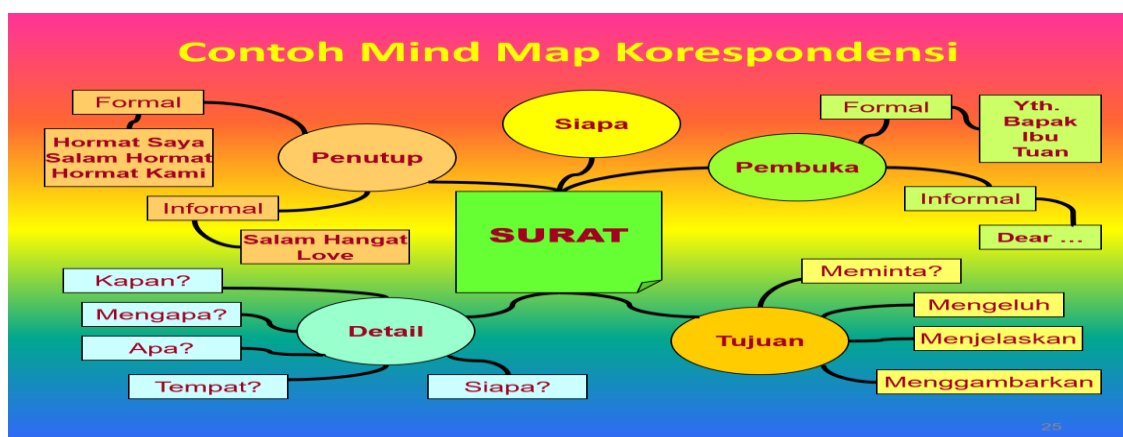 Contoh Mind Map Korespondensi
Formal
Hormat Saya
Salam Hormat
Hormat Kami
Penutup
Informal
Salam Hangat
Love
Siapa
Formal
Yth.
Bapak
Ibu
Tuan
Pembuka
Informal
Dear ...
SURAT
Kapan?
Mengapa?
Apa?
Tempat?
Detail
Siapa?
Meminta?
Mengeluh
Tujuan
Menjelaskan
Menggambarkan
25